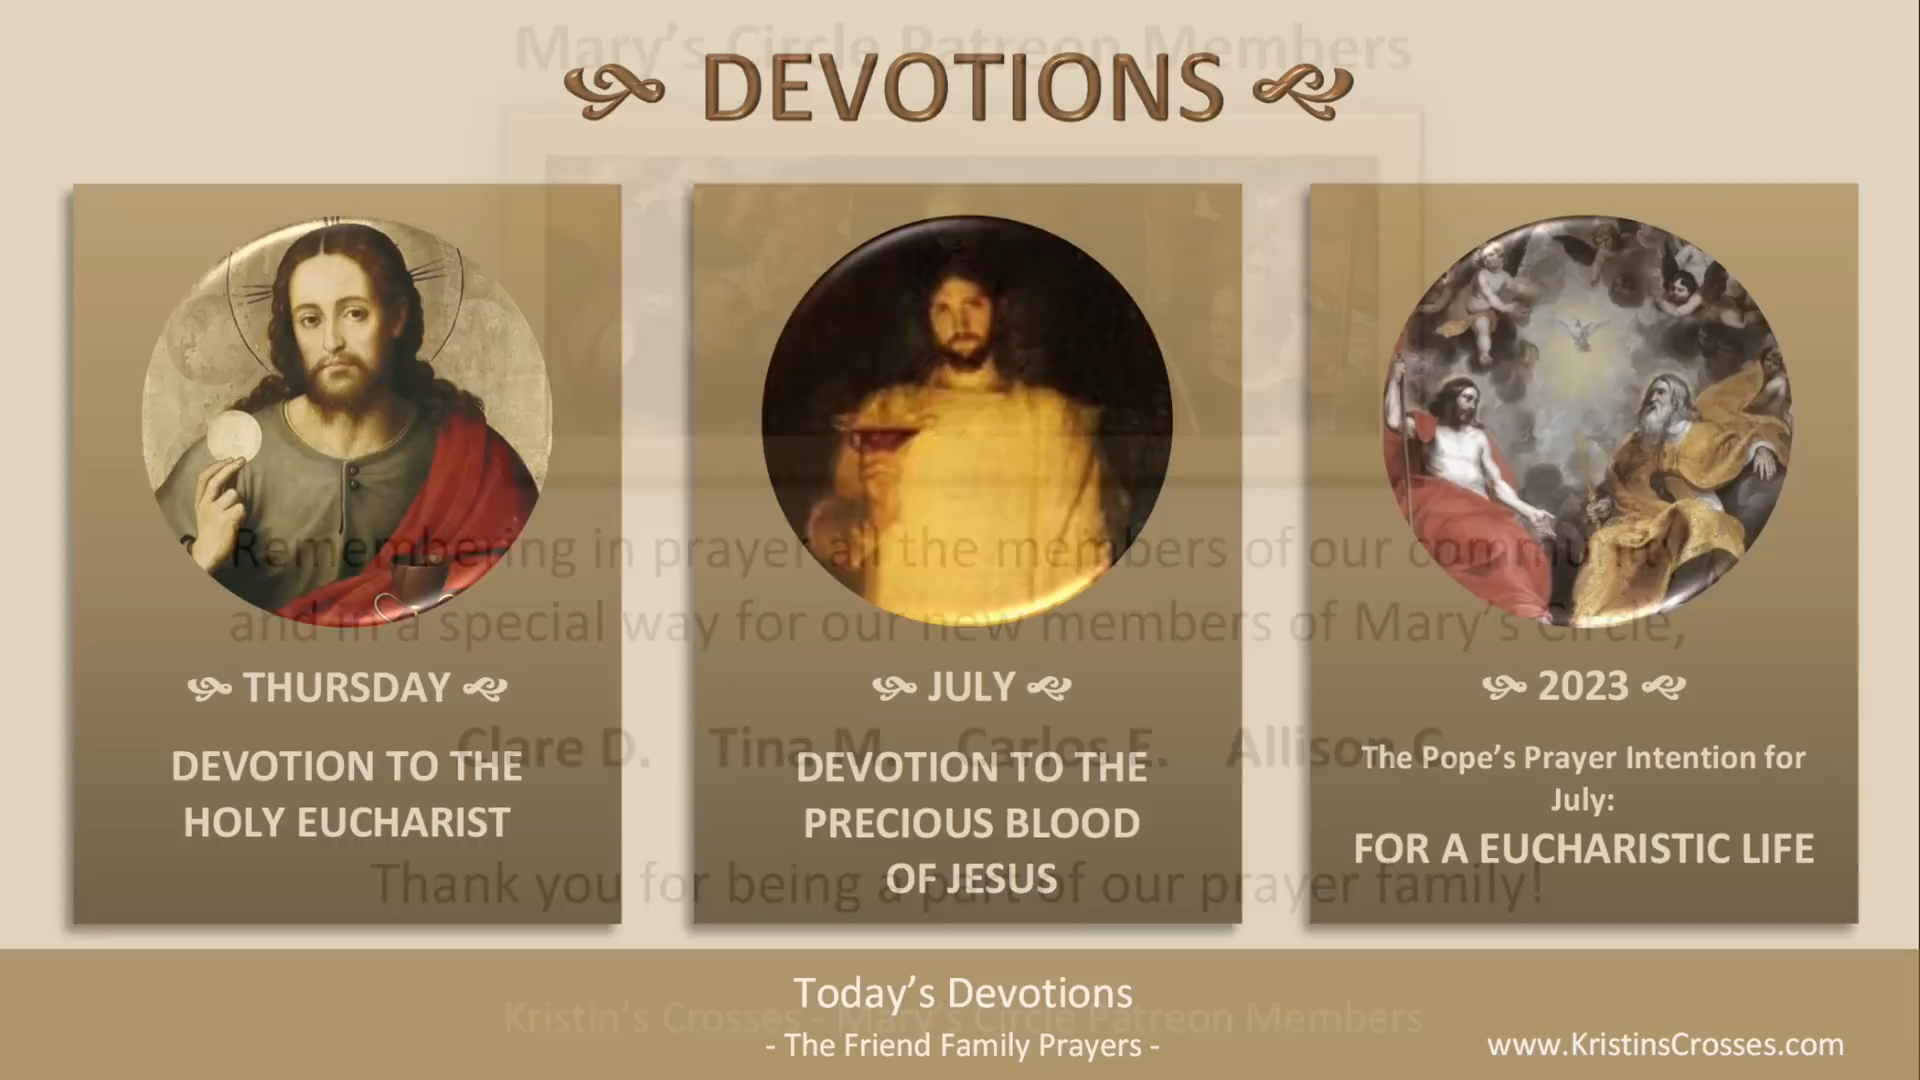 Mary's Circle Patreon Members
DEVOTIONS
Remembering in prayer all the members of our community
and in a special way for our new members of Mary's Circle,
THURSDAY
DEVOTION TO THE
HOLY EUCHARIST
JULY
DEVOTION TO THE
PRECIOUS BLOOD
OF JESUS
2023
The Pope's Prayer Intention for
July:
FOR A EUCHARISTIC LIFE
Clare D. Tina M. Carlos E. Allison C.
Thank you for being a part of our prayer family!
Today's Devotions
Kristin's Crosses - Mary's Circle Patreon Members
- The Friend Family Prayers -
www.KristinsCrosses.com